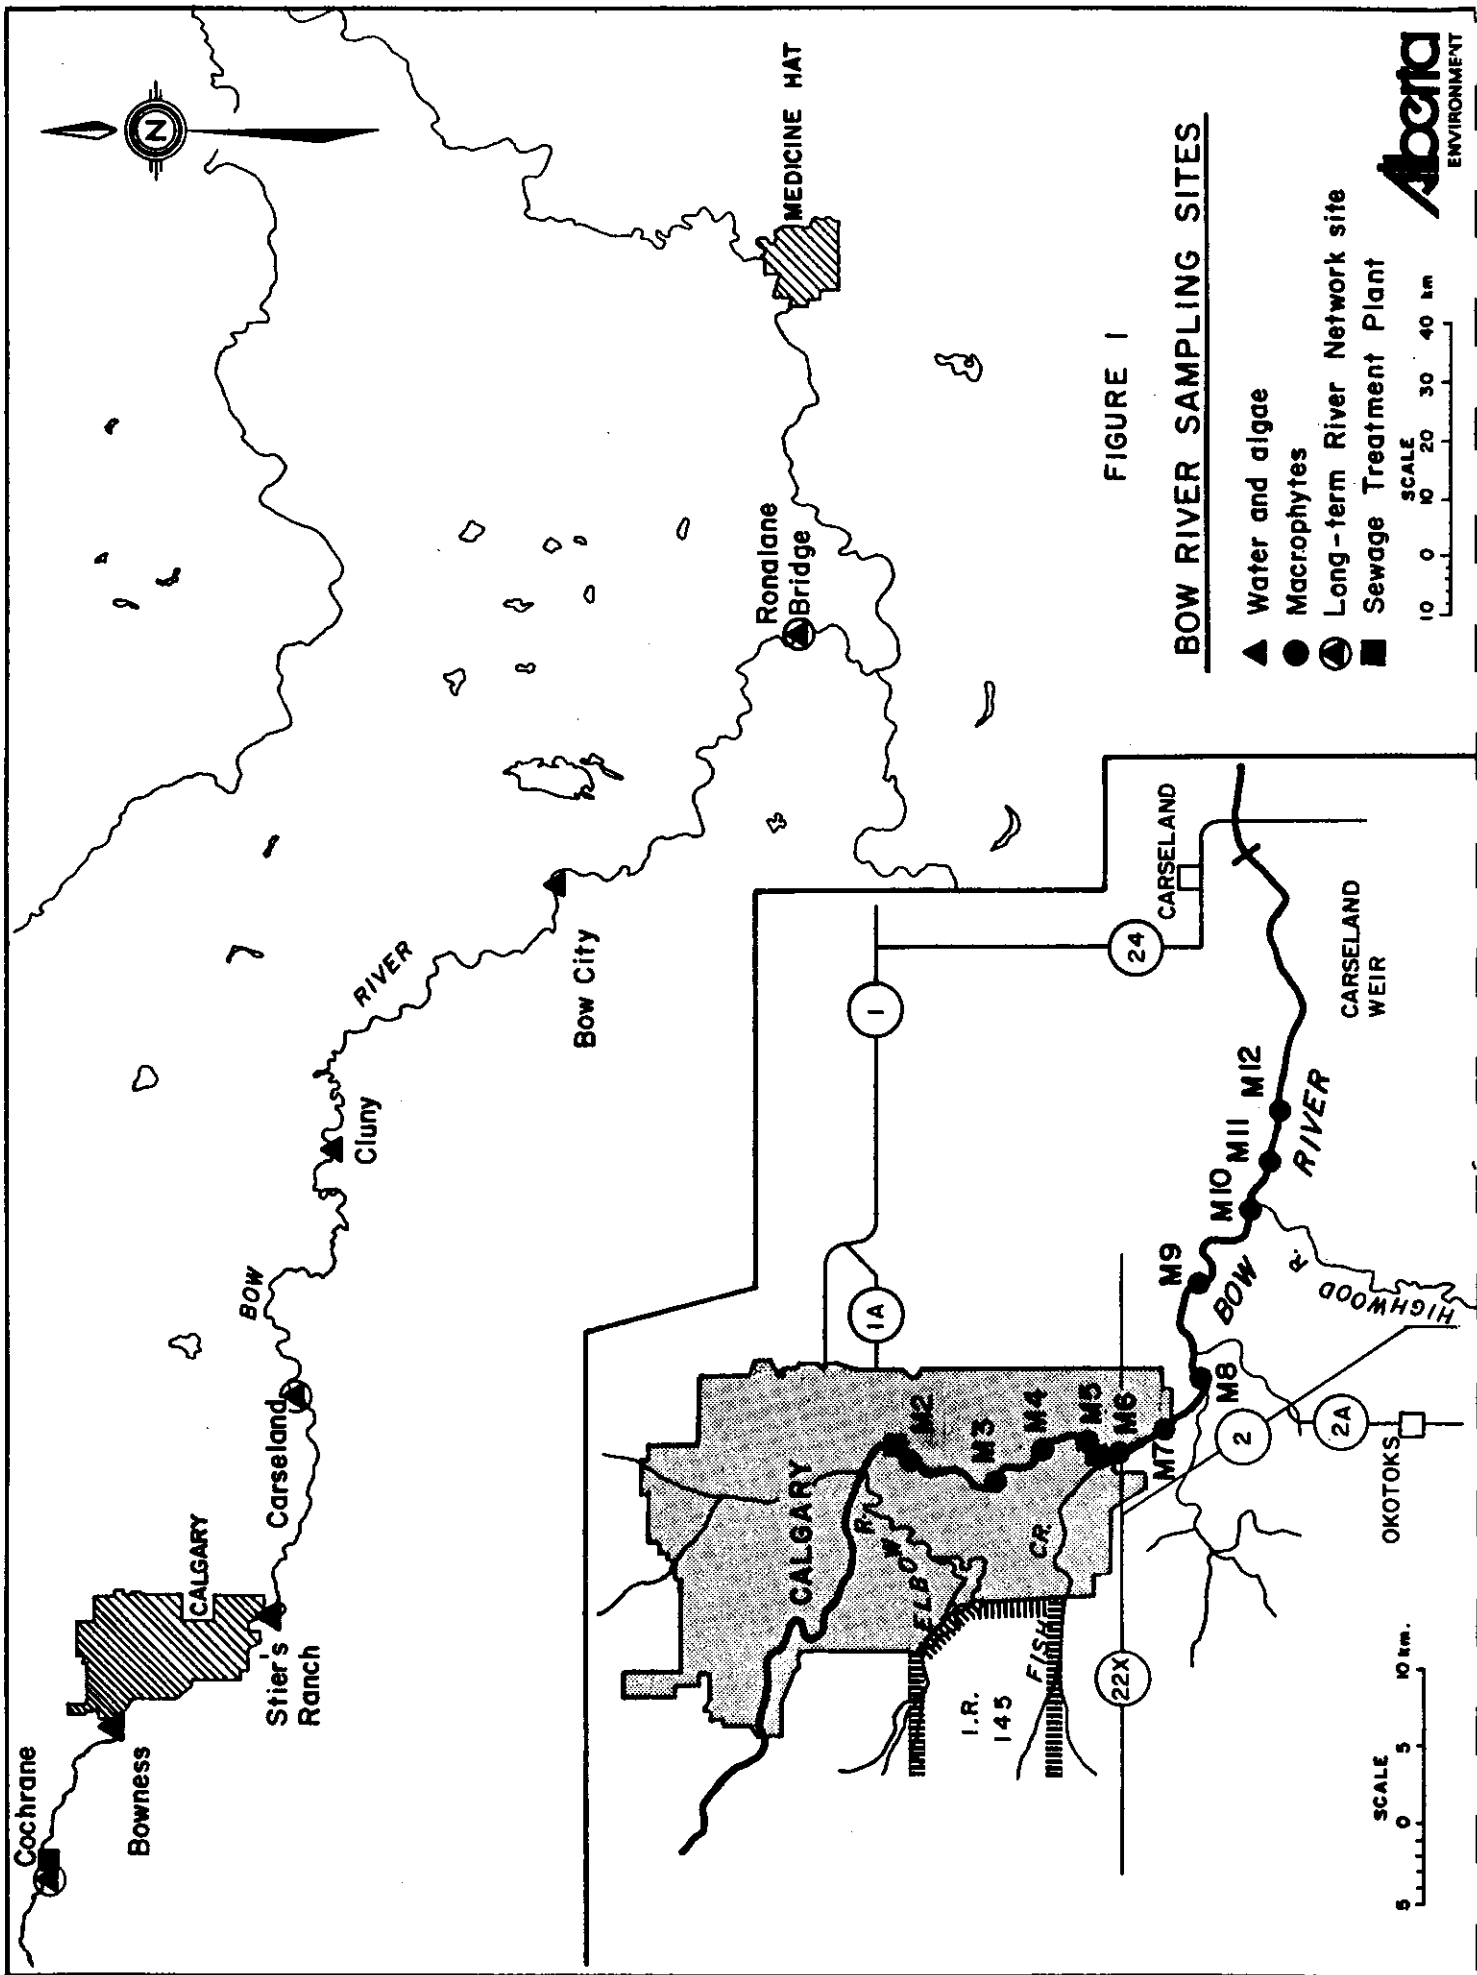 Cochrane
Bowness
CALGARY
Stier's
Ranch
Carseland
BOW
RIVER
Cluny
Bow City
Ronalane
Bridge
MEDICINE HAT
N
FIGURE 1
BOW RIVER SAMPLING SITES
Water and algae
Macrophytes
Long-term River Network site
Sewage Treatment Plant
SCALE
10 0 10 20 30 40 km
Alberta
ENVIRONMENT
CALGARY
ELBOW R.
FISH CR.
I.R.
145
22X
1A
1
24
CARSELAND
CARSELAND
WEIR
M2
M3
M4
M5
M6
M7
M8
M9
M10
M11
M12
BOW RIVER
HIGHWOOD R.
2
2A
OKOTOKS
SCALE
5 0 5 10 km.